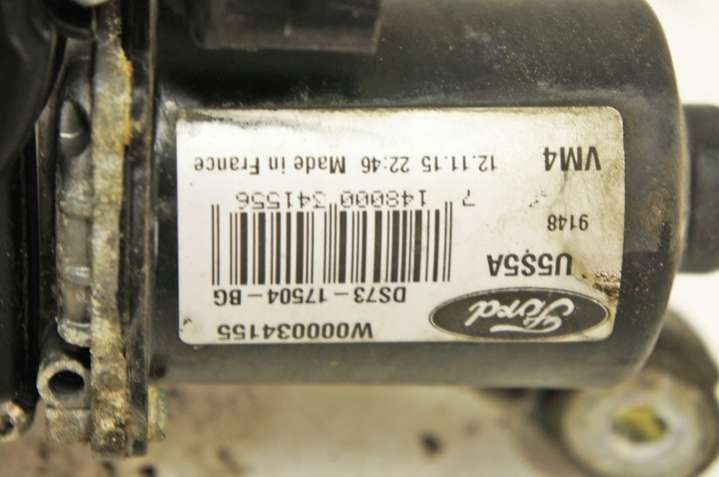 Ford
W000034155
DS73-17504-BG
U5S5A
7 148000 341556
9148
12.11.15 22:46 Made in France
VM4